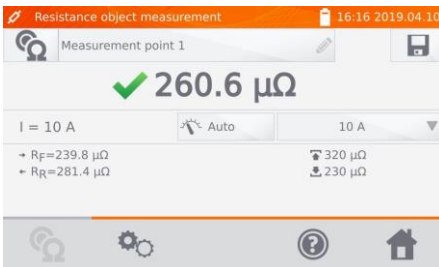 Resistance object measurement 16:16 2019.04.10
Measurement point 1
260.6 μΩ
I = 10 A Auto 10 A
→ RF=239.8 μΩ 320 μΩ
← RR=281.4 μΩ 230 μΩ